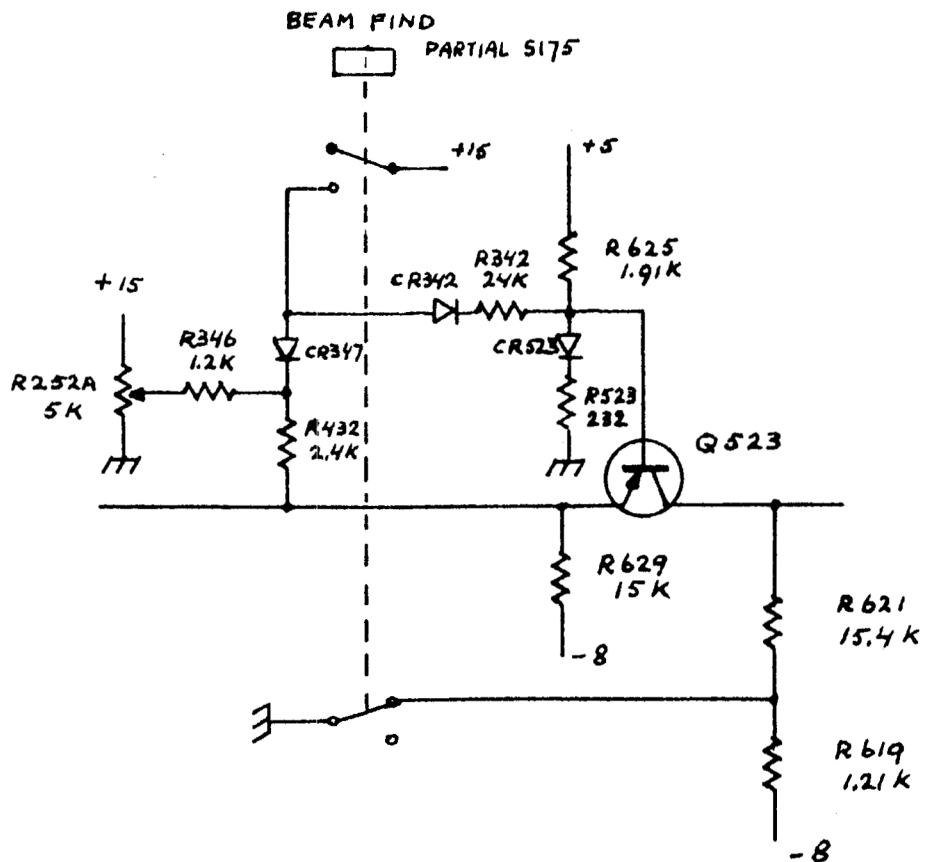 BEAM FIND
PARTIAL S175
+15
+5
R625
1.91K
R342
24K
CR342
+15
R346
1.2K
CR347
CR523
R252A
5K
R523
232
R432
2.4K
Q523
R629
15K
-8
R621
15.4K
R619
1.21K
-8